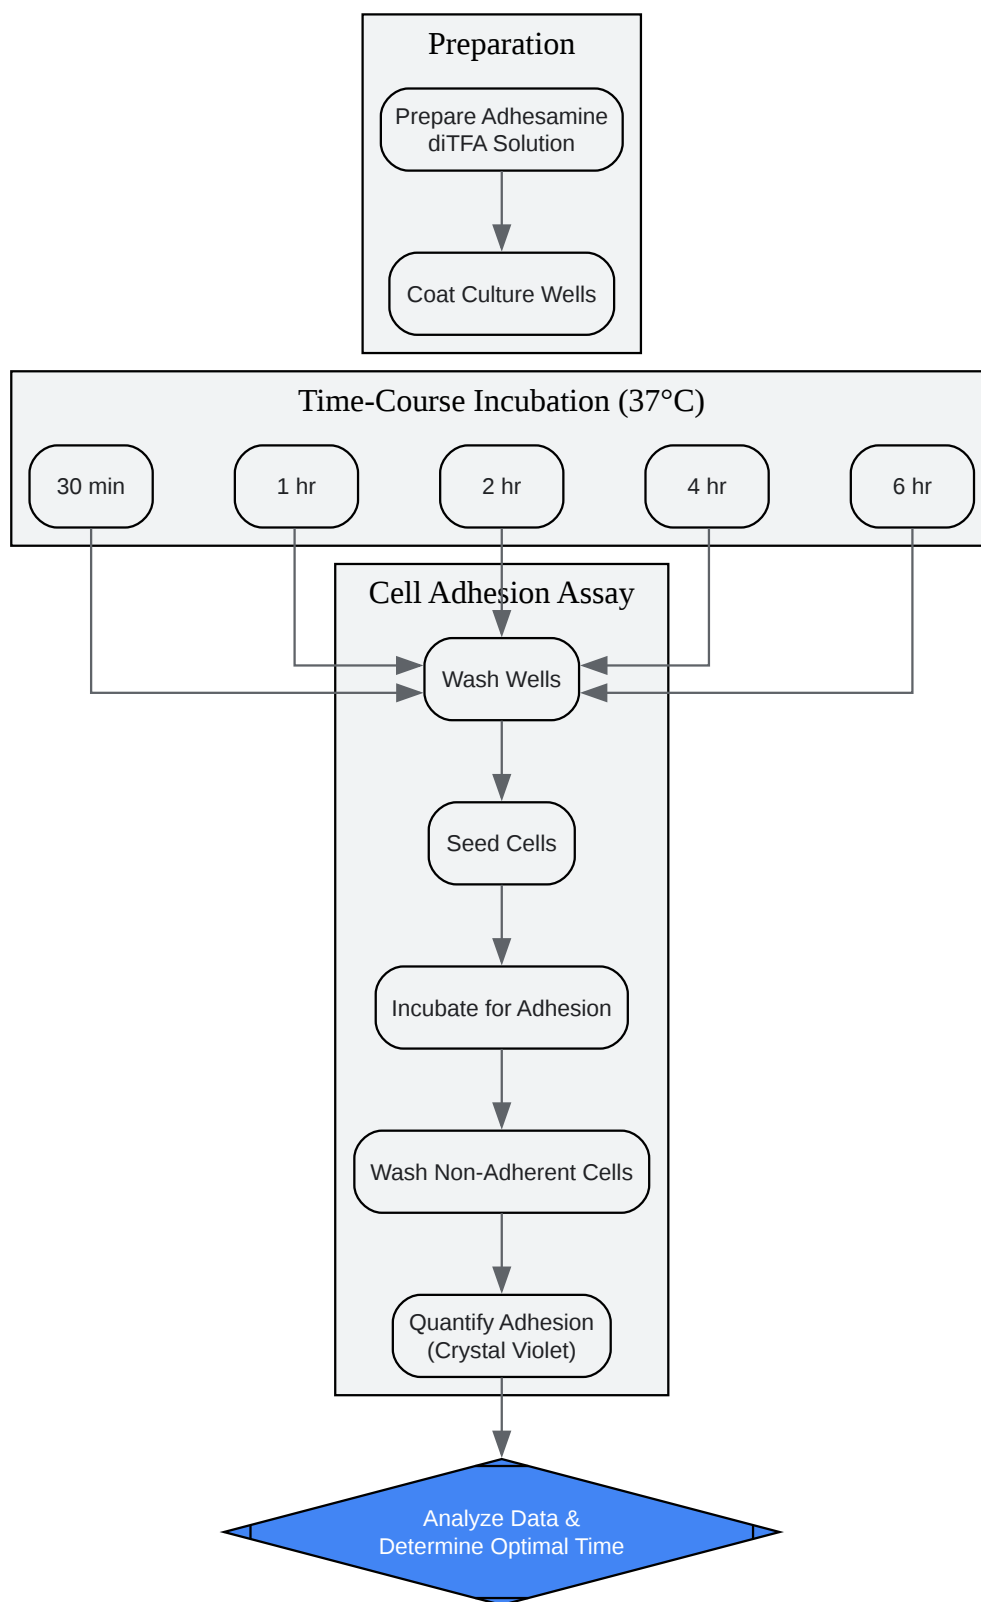 Preparation
Prepare Adhesamine
diTFA Solution
Coat Culture Wells
Time-Course Incubation (37°C)
30 min
1 hr
2 hr
4 hr
6 hr
Cell Adhesion Assay
Wash Wells
Seed Cells
Incubate for Adhesion
Wash Non-Adherent Cells
Quantify Adhesion
(Crystal Violet)
Analyze Data &
Determine Optimal Time